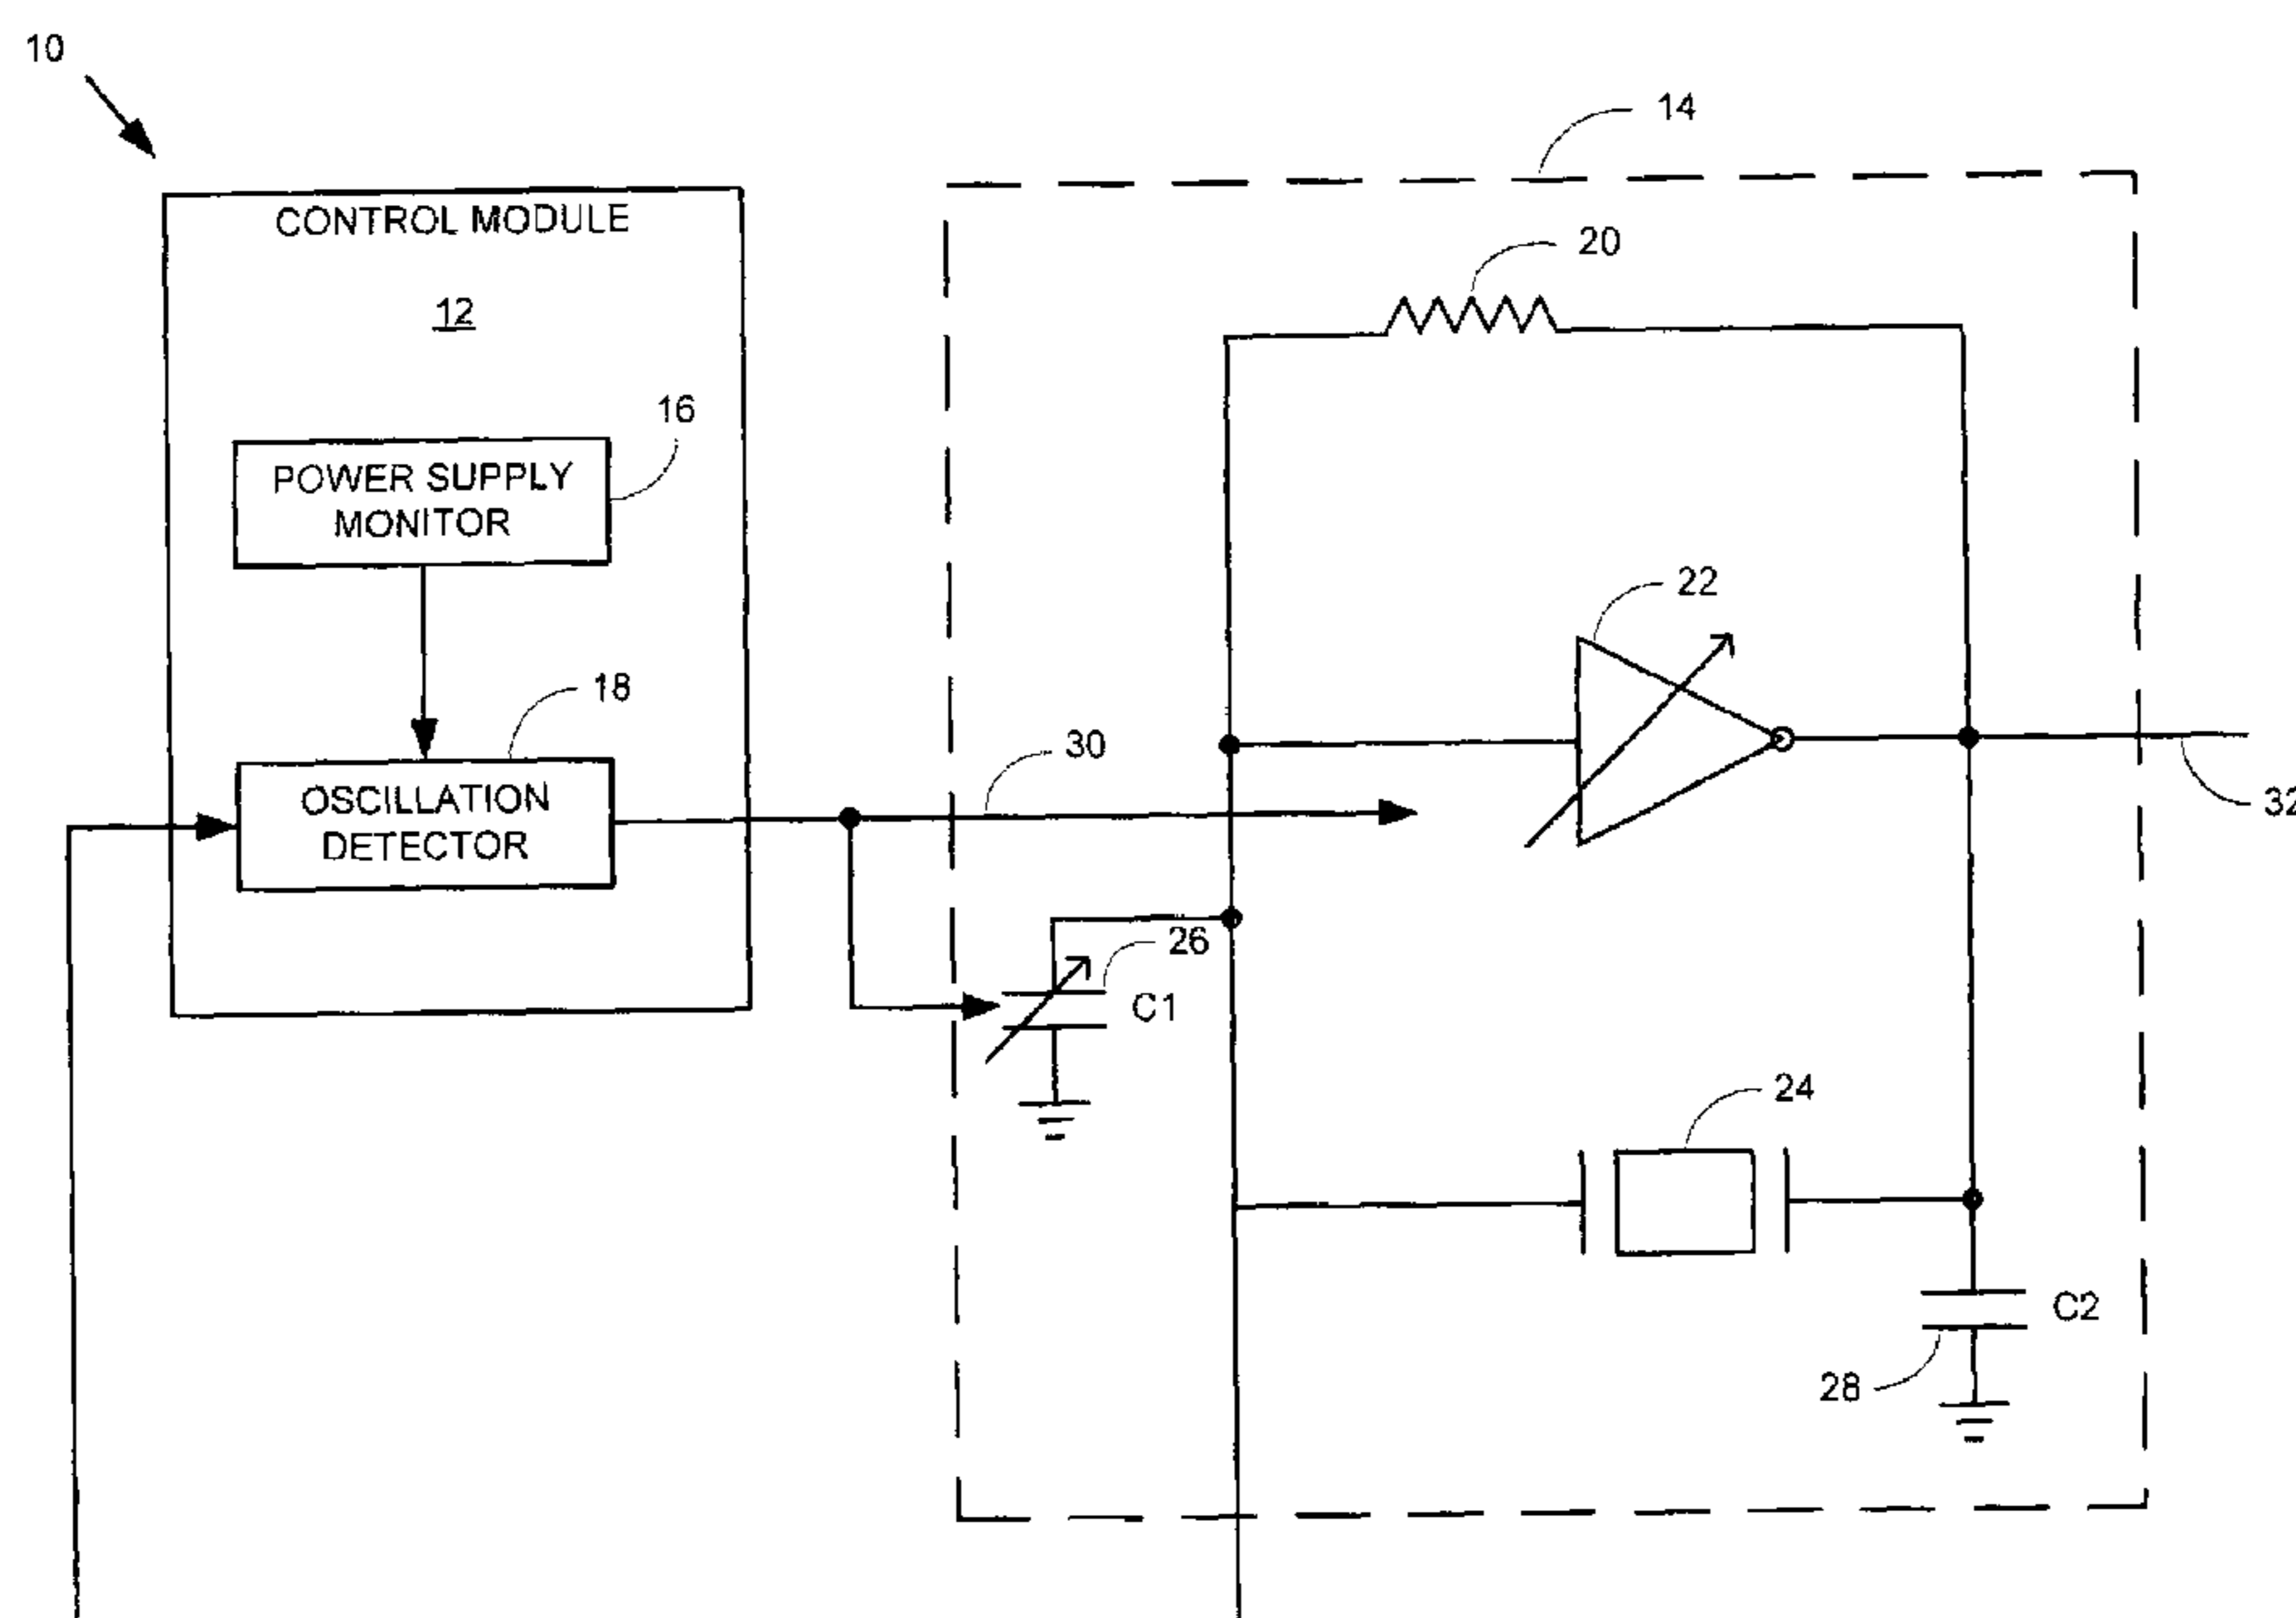 10
14
CONTROL MODULE
12
20
16
POWER SUPPLY
MONITOR
22
18
30
OSCILLATION
DETECTOR
32
26
C1
24
C2
28